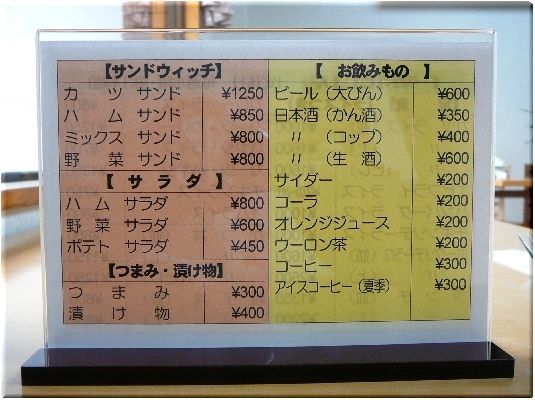 【サンドウィッチ】
カツ サンド ¥1250
ハム サンド ¥850
ミックス サンド ¥800
野菜 サンド ¥800
【サラダ】
ハム サラダ ¥800
野菜 サラダ ¥600
ポテト サラダ ¥450
【つまみ・漬け物】
つまみ ¥300
漬け物 ¥400
【お飲みもの】
ビール（大びん） ¥600
日本酒（かん酒） ¥350
〃（コップ） ¥400
〃（生酒） ¥600
サイダー ¥200
コーラ ¥200
オレンジジュース ¥200
ウーロン茶 ¥200
コーヒー ¥300
アイスコーヒー（夏季） ¥300